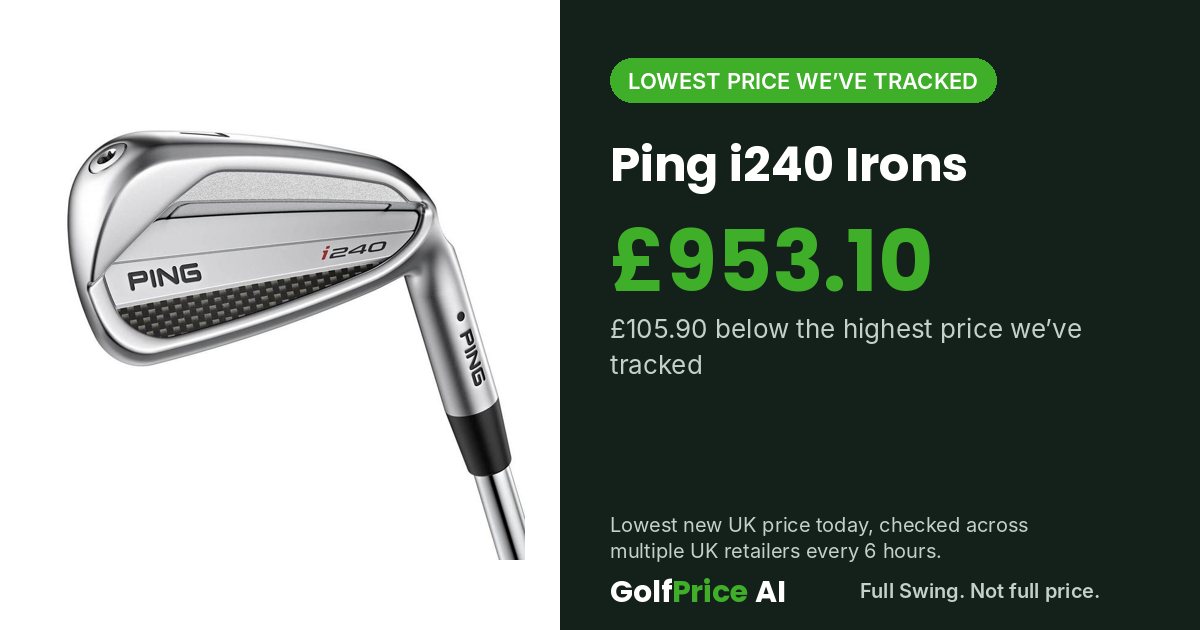 LOWEST PRICE WE’VE TRACKED
Ping i240 Irons
£953.10
£105.90 below the highest price we’ve
tracked
Lowest new UK price today, checked across
multiple UK retailers every 6 hours.
GolfPrice AI
Full Swing. Not full price.
PING
i240
PING